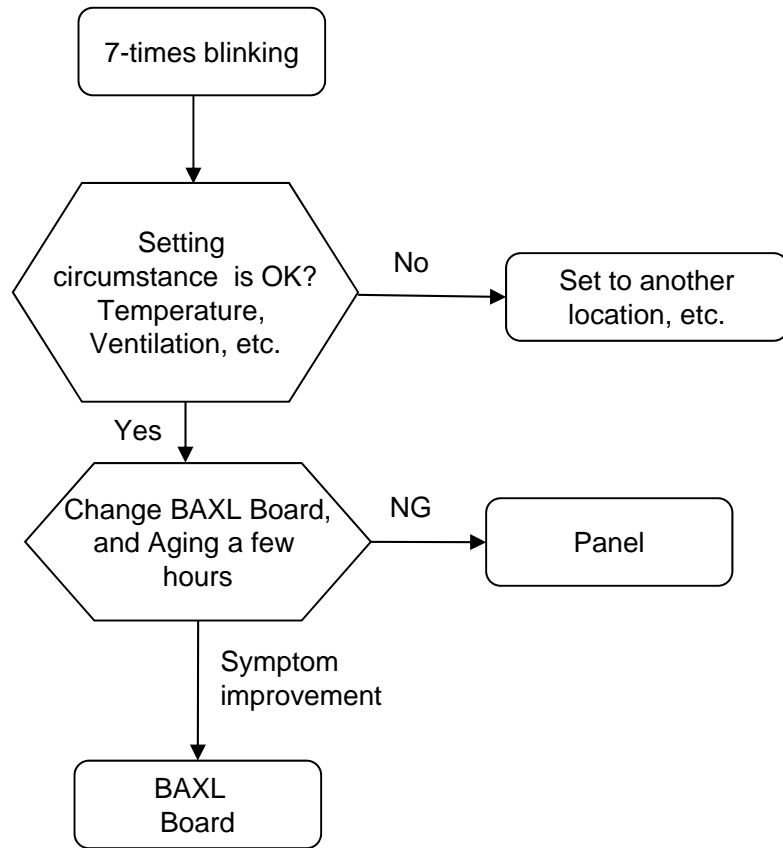 7-times blinking
Setting
circumstance  is OK?
Temperature,
Ventilation, etc.
No
Set to another
location, etc.
Yes
Change BAXL Board,
and Aging a few
hours
NG
Panel
Symptom
improvement
BAXL
Board